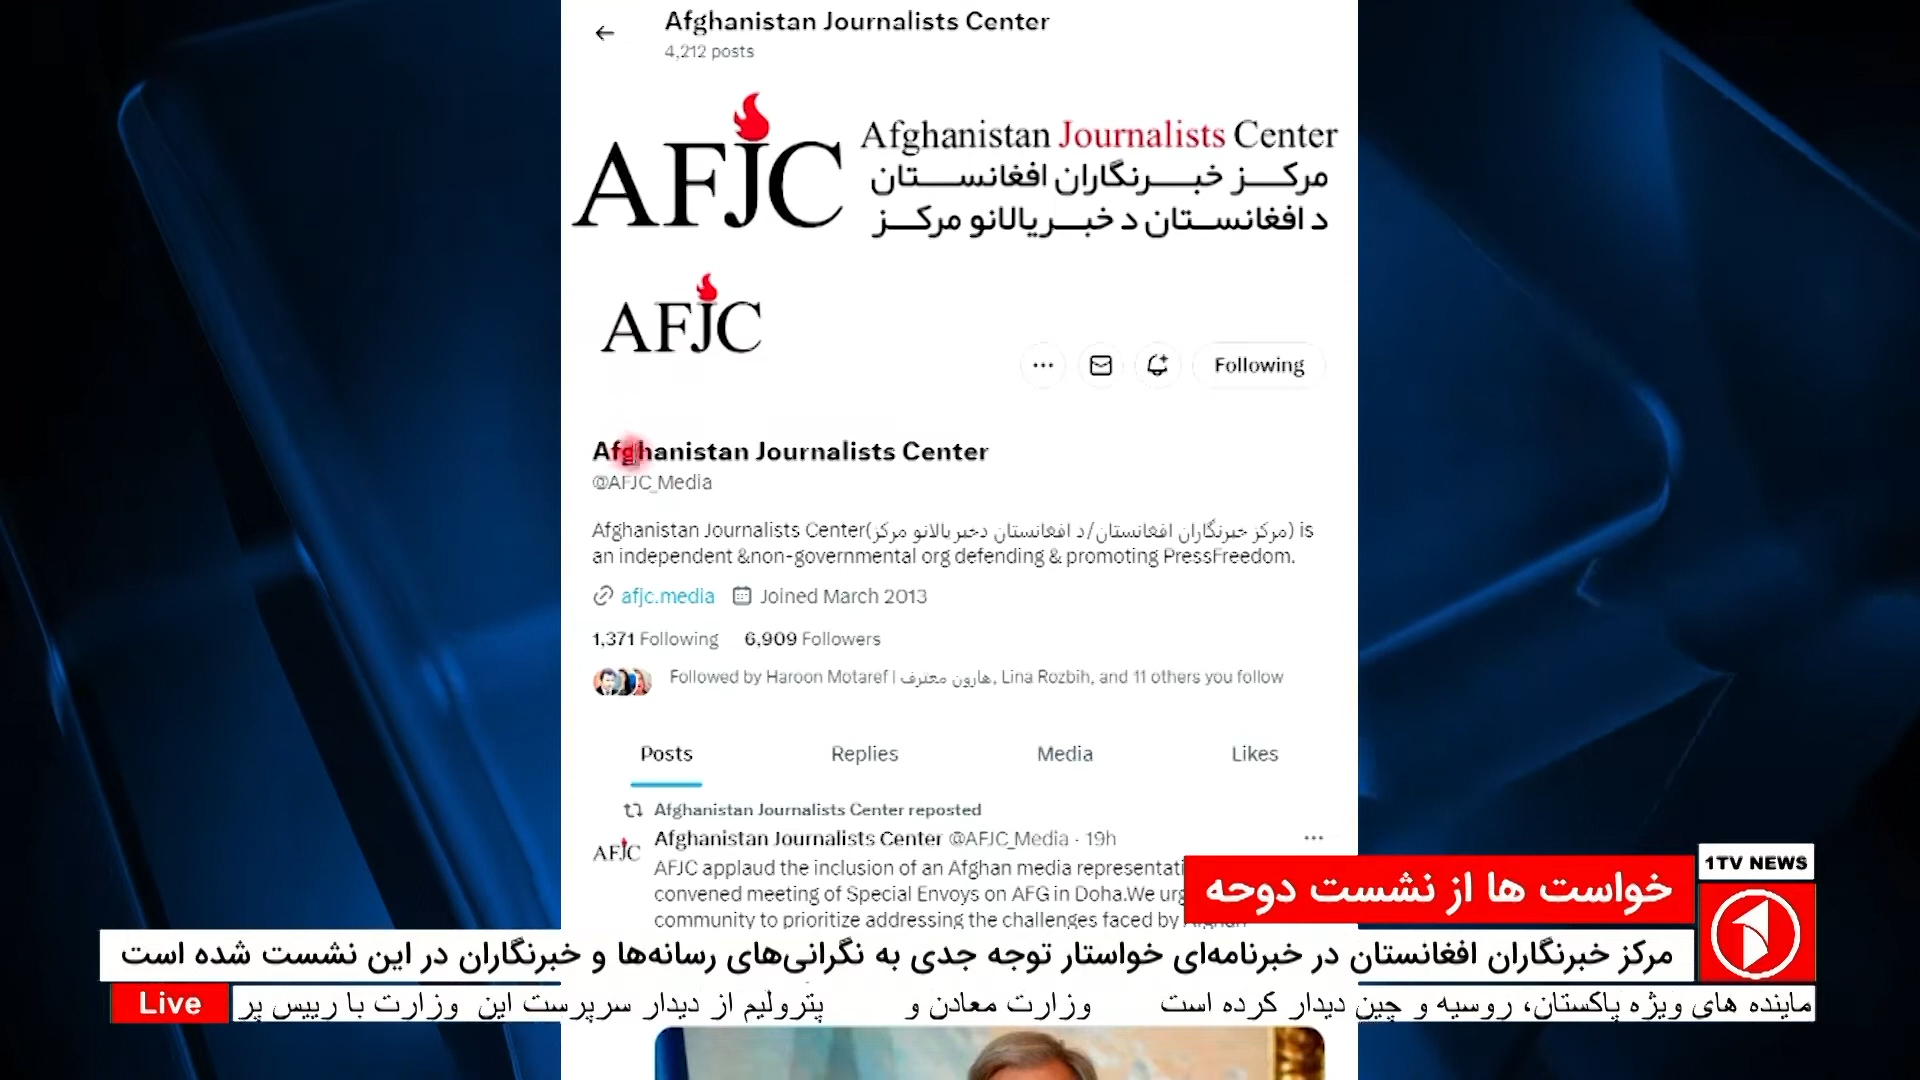 Afghanistan Journalists Center
4,212 posts
AFJC
Afghanistan Journalists Center
مرکز خبرنگاران افغانستان
د افغانستان د خبریالانو مرکز
AFJC
Following
Afghanistan Journalists Center
@AFJC_Media
Afghanistan Journalists Center(مرکز خبرنگاران افغانستان/د افغانستان دخبریالانو مرکز) is
an independent &non-governmental org defending & promoting PressFreedom.
afjc.media Joined March 2013
1,371 Following 6,909 Followers
Followed by Haroon Motaref | هارون معترف, Lina Rozbih, and 11 others you follow
Posts Replies Media Likes
Afghanistan Journalists Center reposted
AFJC
Afghanistan Journalists Center @AFJC_Media · 19h
AFJC applaud the inclusion of an Afghan media representati
convened meeting of Special Envoys on AFG in Doha.We urg
community to prioritize addressing the challenges faced by Afghan
1TV NEWS
خواست ها از نشست دوحه
مرکز خبرنگاران افغانستان در خبرنامه‌ای خواستار توجه جدی به نگرانی‌های رسانه‌ها و خبرنگاران در این نشست شده است
Live
ماینده های ویژه پاکستان، روسیه و چین دیدار کرده است وزارت معادن و پترولیم از دیدار سرپرست این وزارت با رییس پر